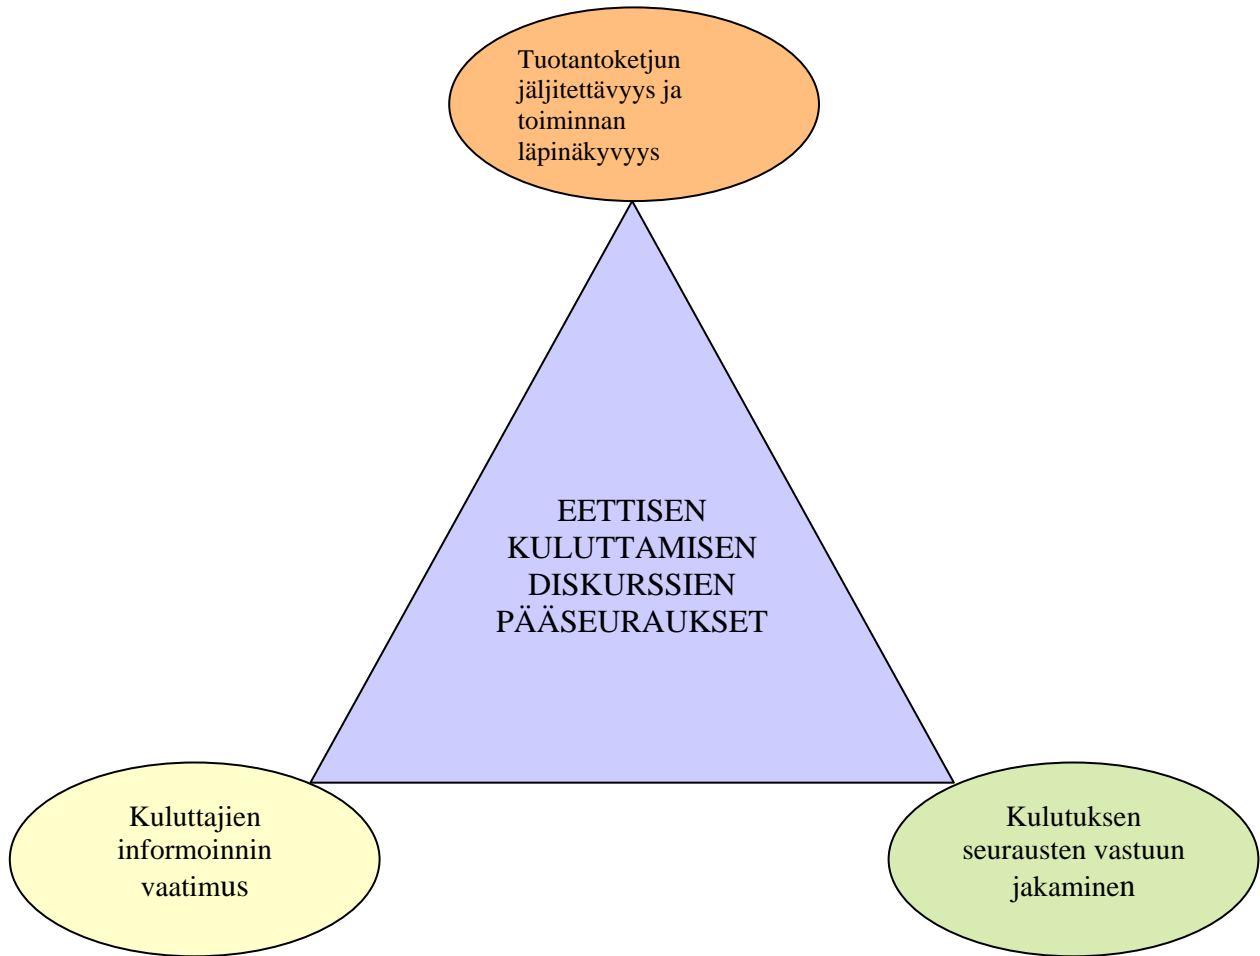 Tuotantoketjun
jäljitettävyys ja
toiminnan
läpinäkyvyys
EETTISEN
KULUTTAMISEN
DISKURSSIEN
PÄÄSEURAUKSET
Kuluttajien
informoinnin
vaatimus
Kulutuksen
seurausten vastuun
jakaminen